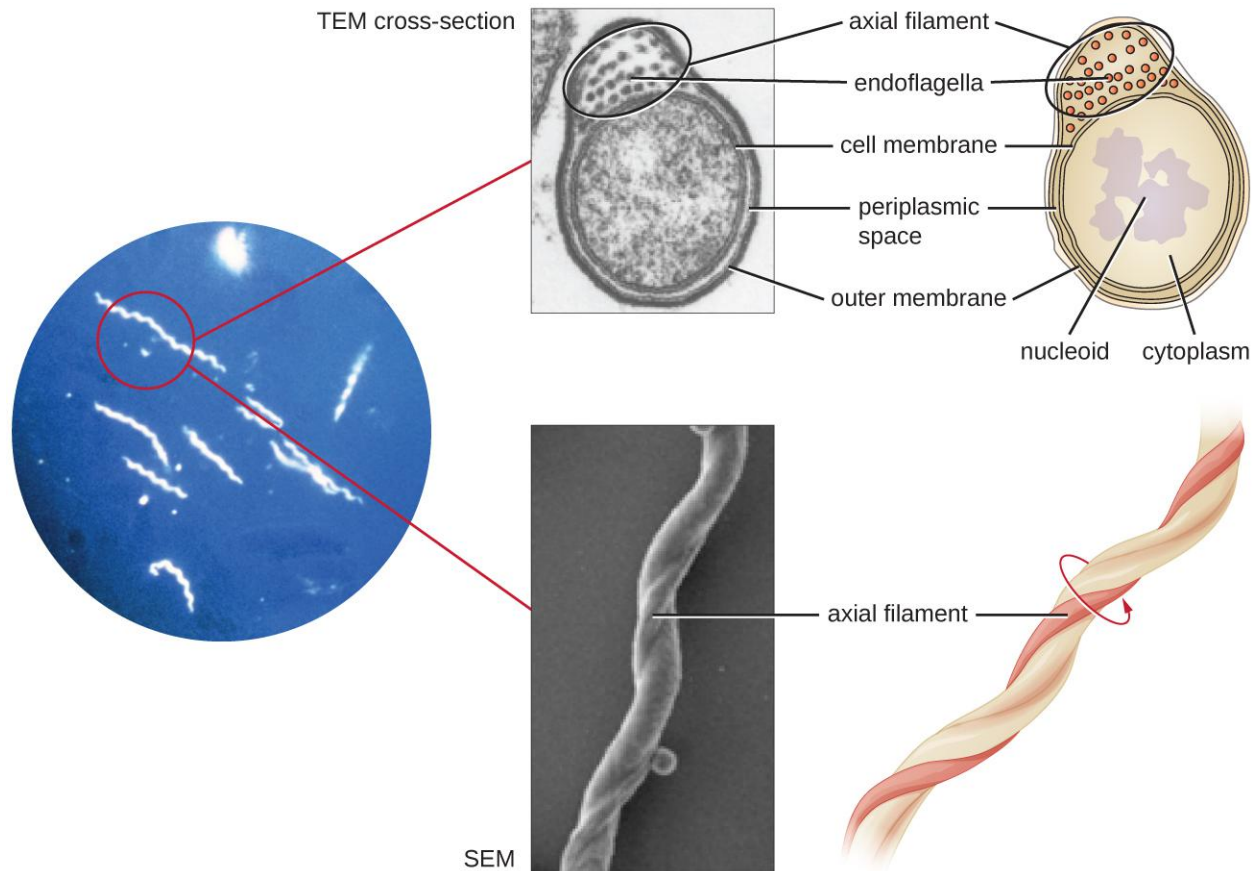 TEM cross-section
axial filament
endoflagella
cell membrane
periplasmic
space
outer membrane
nucleoid
cytoplasm
axial filament
SEM